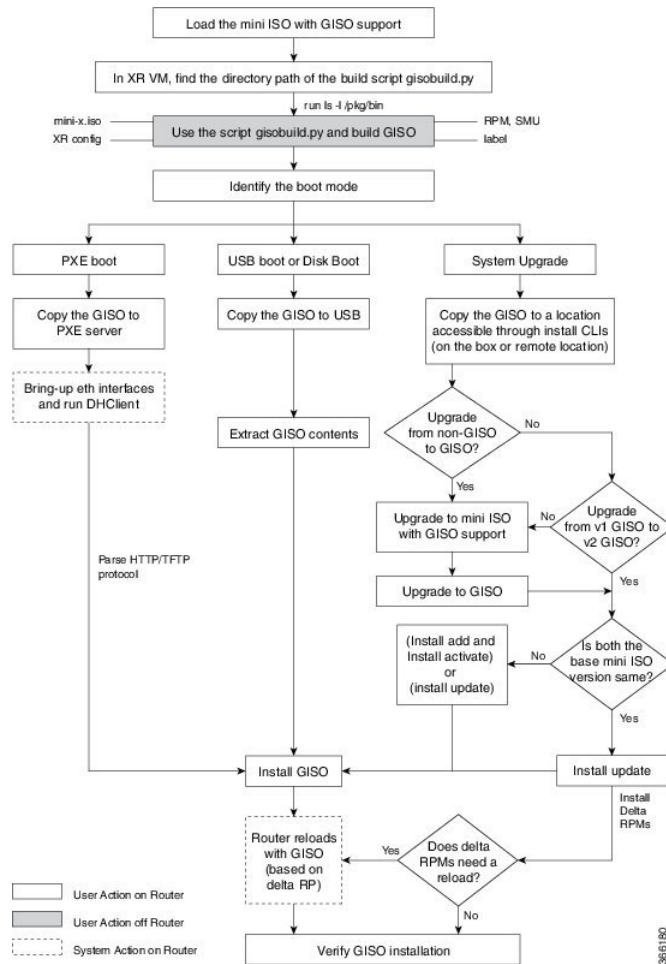 Load the mini ISO with GISO support
In XR VM, find the directory path of the build script gisobuild.py
run ls -l /pkg/bin
mini-x.iso
XR config
Use the script gisobuild.py and build GISO
RPM, SMU
label
Identify the boot mode
PXE boot
USB boot or Disk Boot
System Upgrade
Copy the GISO to
PXE server
Copy the GISO to USB
Copy the GISO to a location
accessible through install CLIs
(on the box or remote location)
Bring-up eth interfaces
and run DHClient
Extract GISO contents
Upgrade
from non-GISO
to GISO?
No
Yes
Upgrade to mini ISO
with GISO support
No
Upgrade
from v1 GISO to
v2 GISO?
Yes
Parse HTTP/TFTP
protocol
Upgrade to GISO
(Install add and
Install activate)
or
(install update)
No
Is both the
base mini ISO
version same?
Yes
Install GISO
Install update
Install
Delta
RPMs
Router reloads
with GISO
(based on
delta RP)
Yes
Does delta
RPMs need a
reload?
No
Verify GISO installation
User Action on Router
User Action off Router
System Action on Router
366180